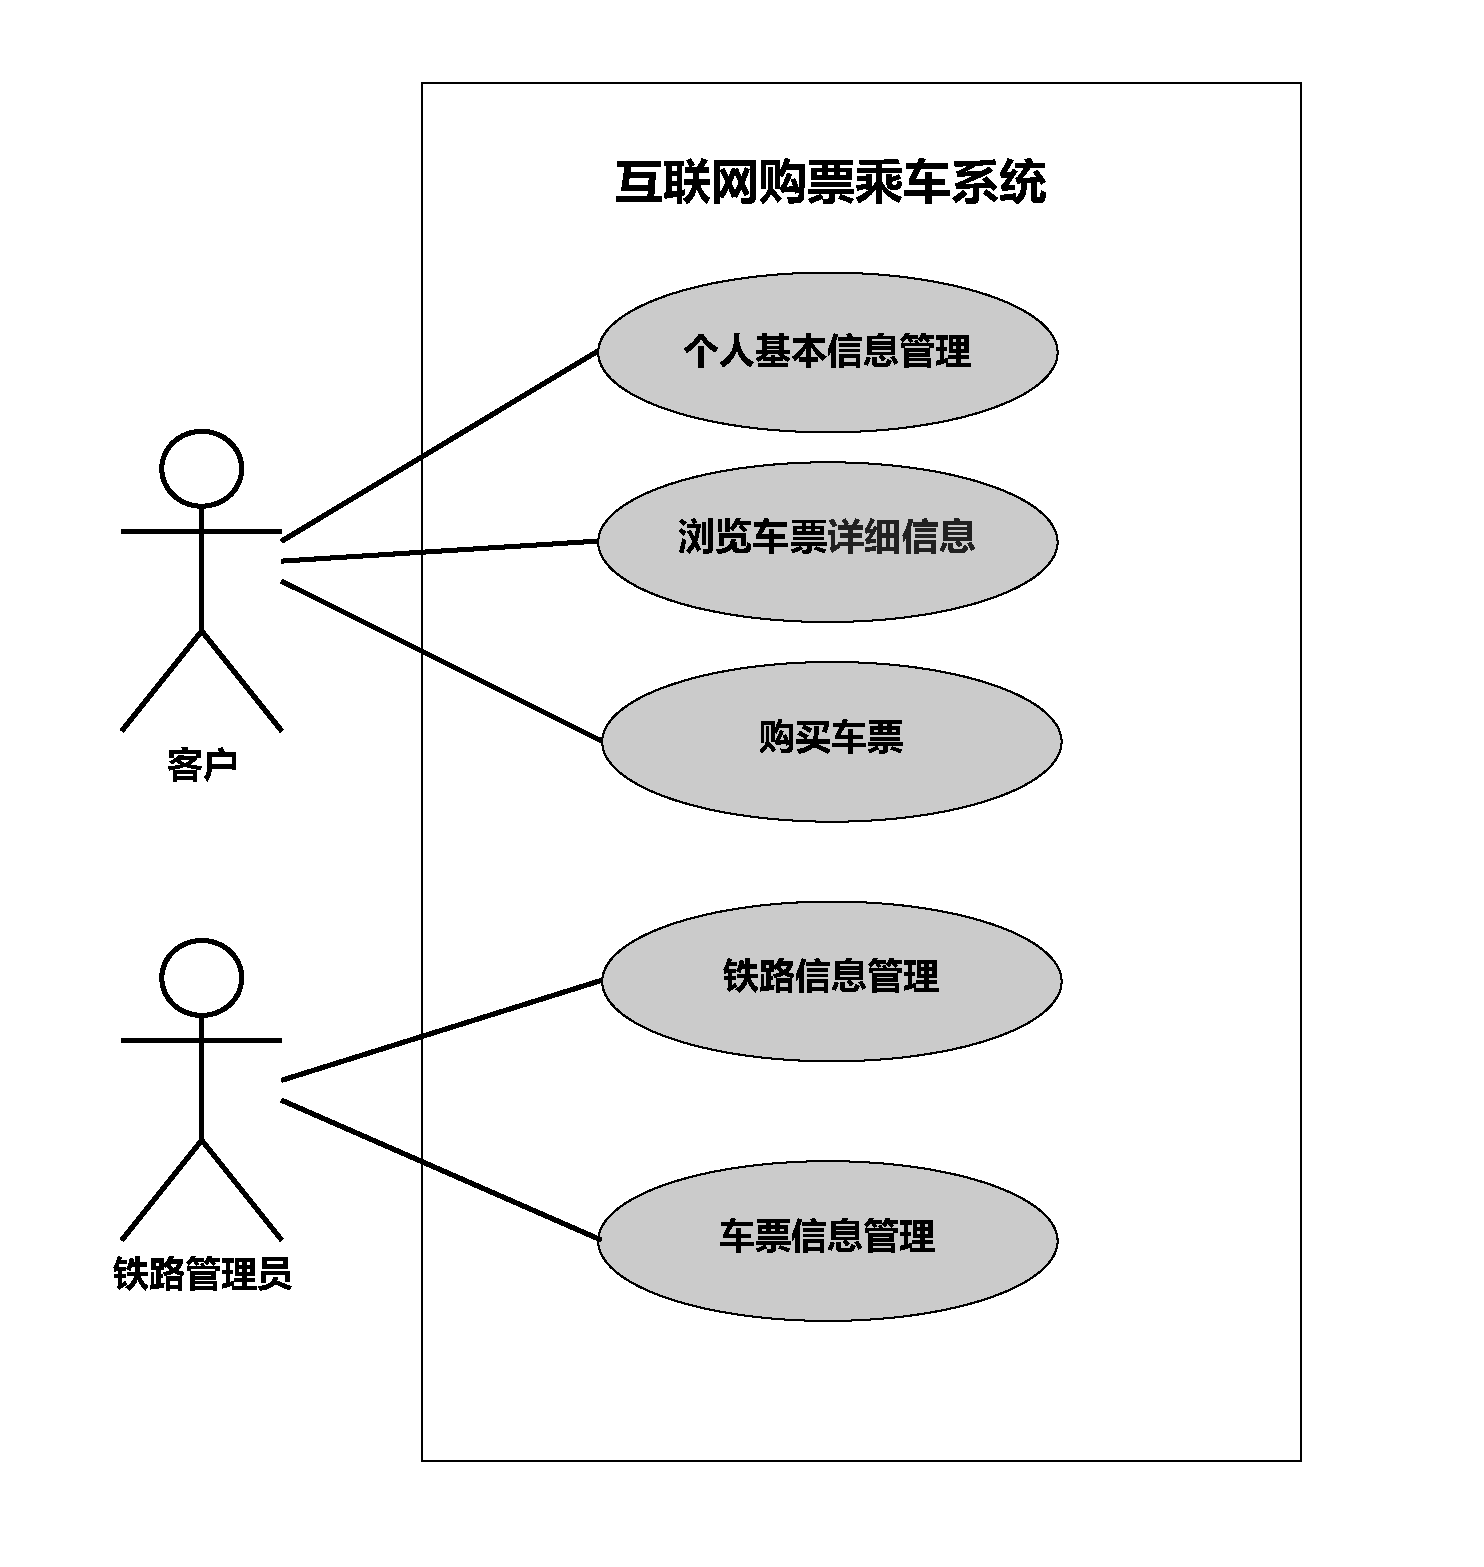 互联网购票乘车系统
个人基本信息管理
浏览车票详细信息
购买车票
客户
铁路信息管理
车票信息管理
铁路管理员